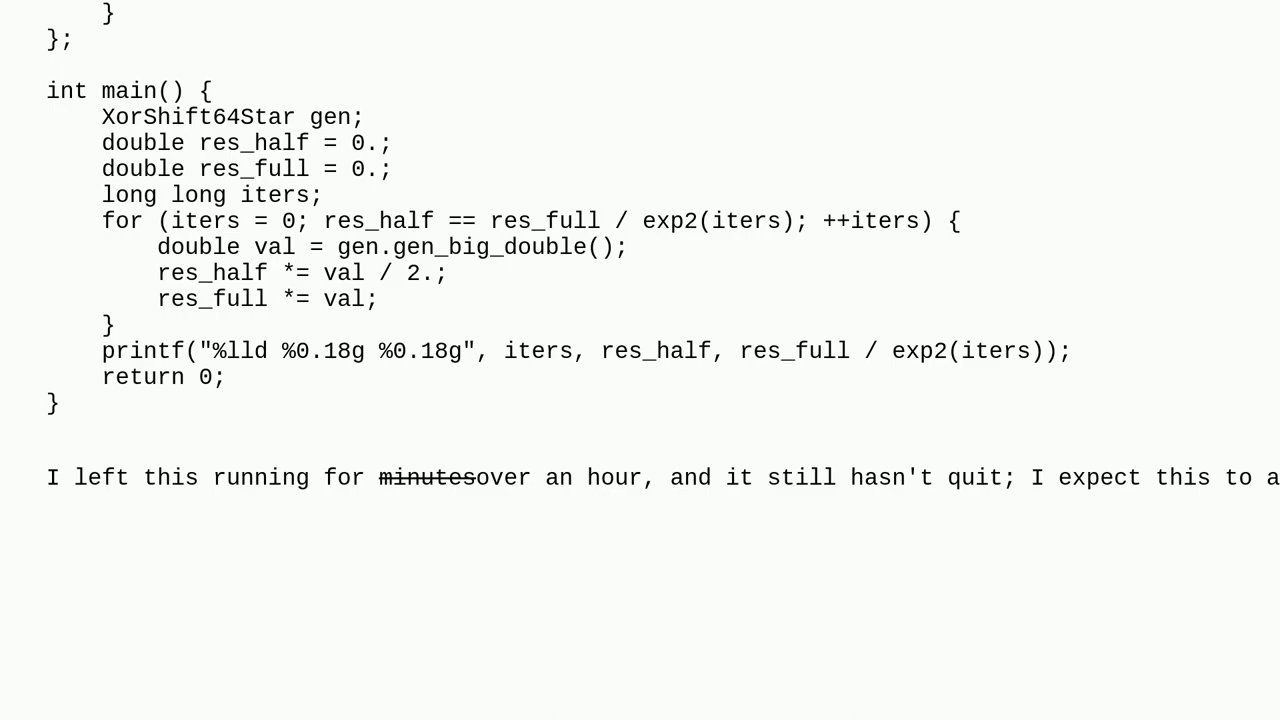 }
};
int main() {
    XorShift64Star gen;
    double res_half = 0.;
    double res_full = 0.;
    long long iters;
    for (iters = 0; res_half == res_full / exp2(iters); ++iters) {
        double val = gen.gen_big_double();
        res_half *= val / 2.;
        res_full *= val;
    }
    printf("%lld %0.18g %0.18g", iters, res_half, res_full / exp2(iters));
    return 0;
}
I left this running for minutesover an hour, and it still hasn't quit; I expect this to a